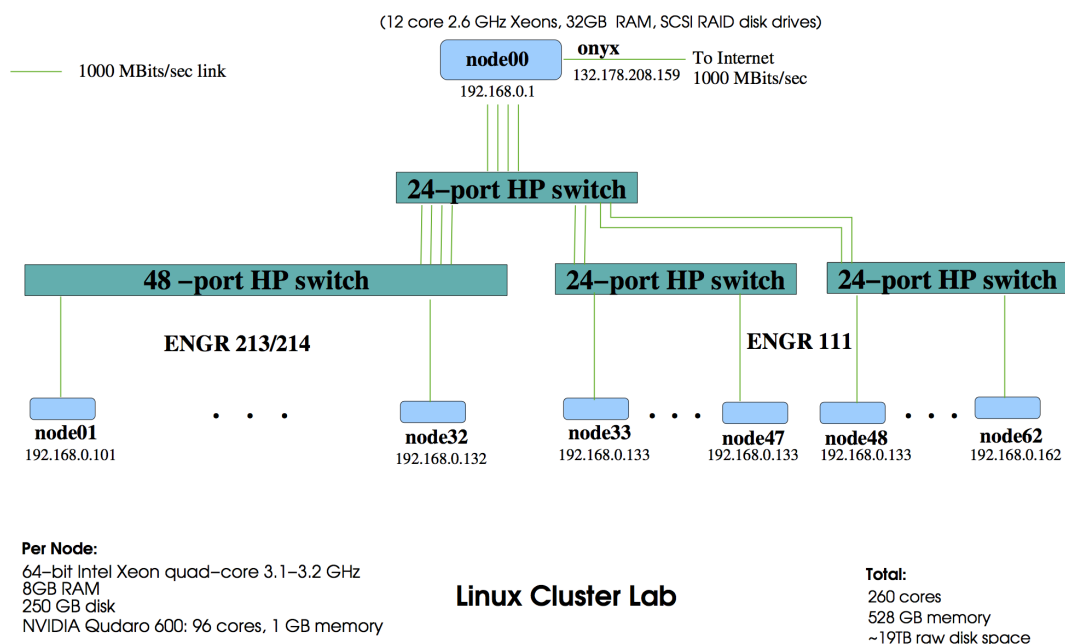 (12 core 2.6 GHz Xeons, 32GB RAM, SCSI RAID disk drives)
1000 MBits/sec link
node00
onyx
132.178.208.159
To Internet
1000 MBits/sec
192.168.0.1
24-port HP switch
48 -port HP switch
24-port HP switch
24-port HP switch
ENGR 213/214
ENGR 111
node01
192.168.0.101
. . .
node32
192.168.0.132
node33
192.168.0.133
. . .
node47
192.168.0.133
node48
192.168.0.133
. . .
node62
192.168.0.162
Per Node:
64-bit Intel Xeon quad-core 3.1-3.2 GHz
8GB RAM
250 GB disk
NVIDIA Qudaro 600: 96 cores, 1 GB memory
Linux Cluster Lab
Total:
260 cores
528 GB memory
~19TB raw disk space